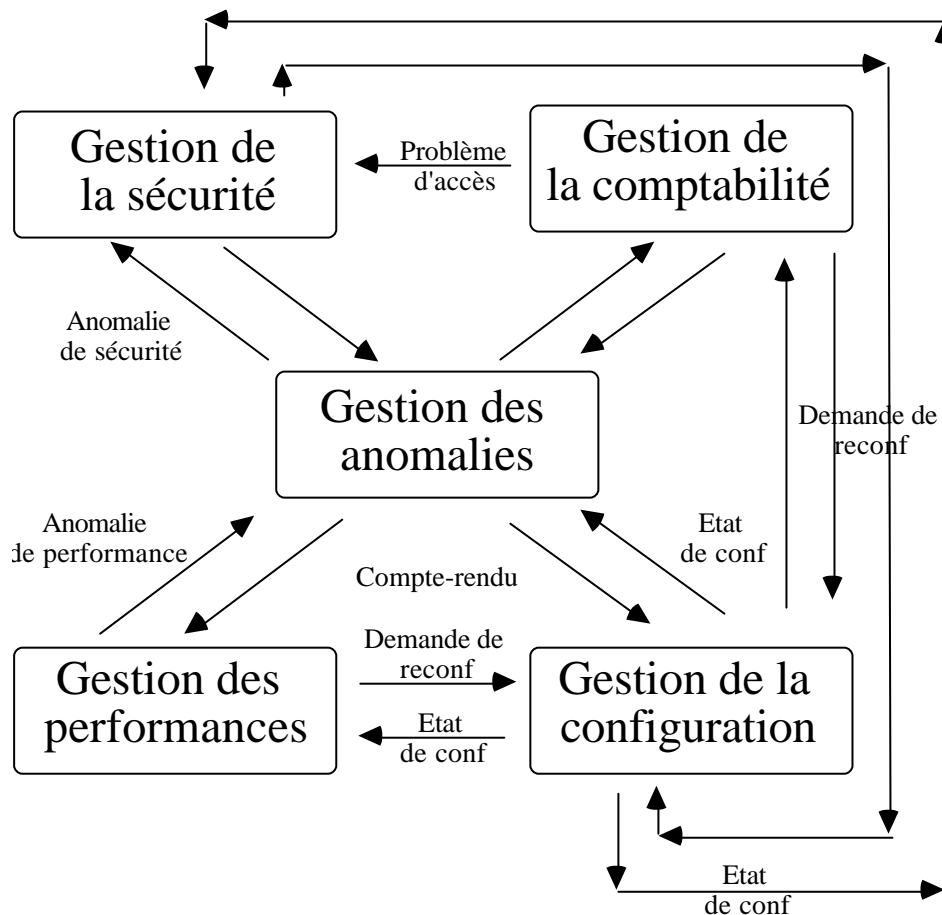 Gestion de
la sécurité
Problème
d'accès
Gestion de
la comptabilité
Anomalie
de sécurité
Gestion des
anomalies
Demande de
reconf
Anomalie
de performance
Etat
de conf
Compte-rendu
Gestion des
performances
Demande de
reconf
Etat
de conf
Gestion de la
configuration
Etat
de conf